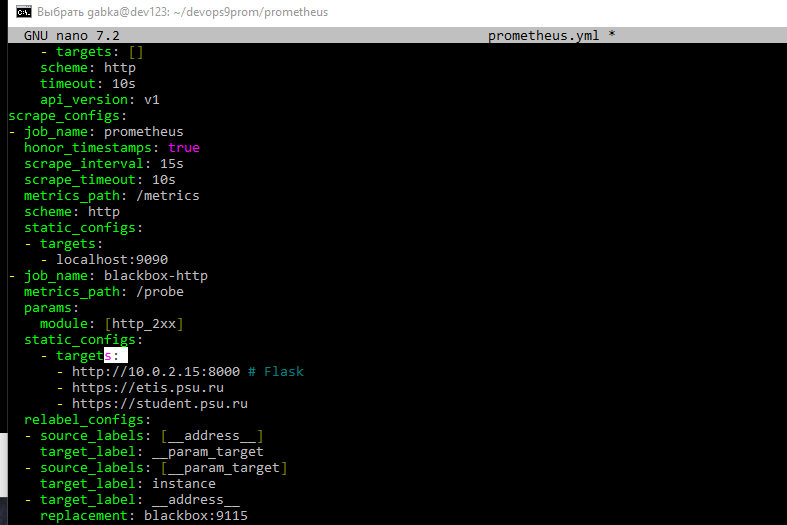 Выбрать gabka@dev123: ~/devops9prom/prometheus
GNU nano 7.2 prometheus.yml *
    - targets: []
    scheme: http
    timeout: 10s
    api_version: v1
scrape_configs:
- job_name: prometheus
  honor_timestamps: true
  scrape_interval: 15s
  scrape_timeout: 10s
  metrics_path: /metrics
  scheme: http
  static_configs:
  - targets:
    - localhost:9090
- job_name: blackbox-http
  metrics_path: /probe
  params:
    module: [http_2xx]
  static_configs:
    - targets:
      - http://10.0.2.15:8000 # Flask
      - https://etis.psu.ru
      - https://student.psu.ru
  relabel_configs:
  - source_labels: [__address__]
    target_label: __param_target
  - source_labels: [__param_target]
    target_label: instance
  - target_label: __address__
    replacement: blackbox:9115